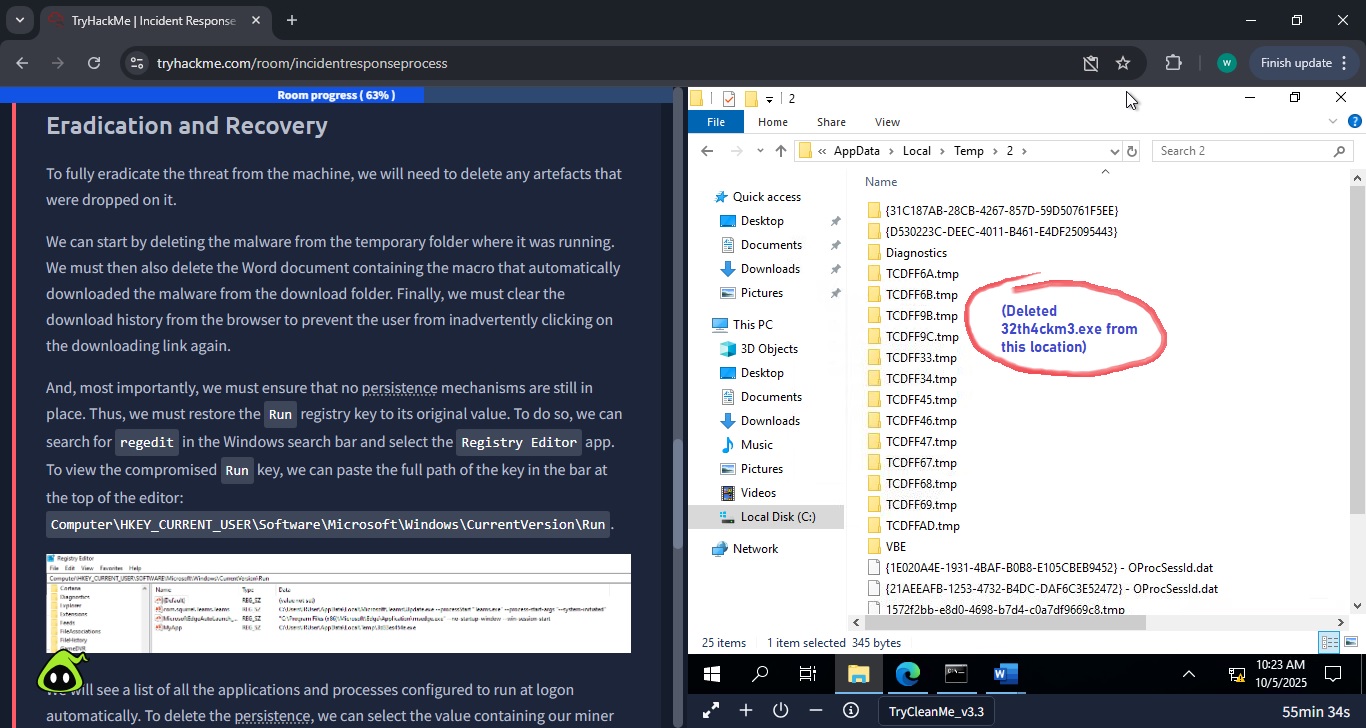 TryHackMe | Incident Response
tryhackme.com/room/incidentresponseprocess
W
Finish update
Room progress ( 63% )
Eradication and Recovery
To fully eradicate the threat from the machine, we will need to delete any artefacts that
were dropped on it.
We can start by deleting the malware from the temporary folder where it was running.
We must then also delete the Word document containing the macro that automatically
downloaded the malware from the download folder. Finally, we must clear the
download history from the browser to prevent the user from inadvertently clicking on
the downloading link again.
And, most importantly, we must ensure that no persistence mechanisms are still in
place. Thus, we must restore the Run registry key to its original value. To do so, we can
search for regedit in the Windows search bar and select the Registry Editor app.
To view the compromised Run key, we can paste the full path of the key in the bar at
the top of the editor:
Computer\HKEY_CURRENT_USER\Software\Microsoft\Windows\CurrentVersion\Run .
Registry Editor
File Edit View Favorites Help
Computer\HKEY_CURRENT_USER\SOFTWARE\Microsoft\Windows\CurrentVersion\Run
Cortana
Diagnostics
Explorer
Extensions
Feeds
FileAssociations
FileHistory
GameDVR
Name Type Data
(Default) REG_SZ (value not set)
com.squirrel.Teams.Teams REG_SZ
MicrosoftEdgeAutoLaunch_... REG_SZ
MyApp REG_SZ
We will see a list of all the applications and processes configured to run at logon
automatically. To delete the persistence, we can select the value containing our miner
2
File Home Share View
« AppData > Local > Temp > 2 >
Search 2
Quick access
Desktop
Documents
Downloads
Pictures
This PC
3D Objects
Desktop
Documents
Downloads
Music
Pictures
Videos
Local Disk (C:)
Network
Name
{31C187AB-28CB-4267-857D-59D50761F5EE}
{D530223C-DEEC-4011-B461-E4DF25095443}
Diagnostics
TCDFF6A.tmp
TCDFF6B.tmp
TCDFF9B.tmp
TCDFF9C.tmp
TCDFF33.tmp
TCDFF34.tmp
TCDFF45.tmp
TCDFF46.tmp
TCDFF47.tmp
TCDFF67.tmp
TCDFF68.tmp
TCDFF69.tmp
TCDFFAD.tmp
VBE
{1E020A4E-1931-4BAF-B0B8-E105CBEB9452} - OProcSessId.dat
{21AEEAFB-1253-4732-B4DC-DAF6C3E52472} - OProcSessId.dat
1572f2bb-e8d0-4698-b7d4-c0a7df9669c8.tmp
(Deleted
32th4ckm3.exe from
this location)
25 items 1 item selected 345 bytes
10:23 AM
10/5/2025
TryCleanMe_v3.3
55min 34s